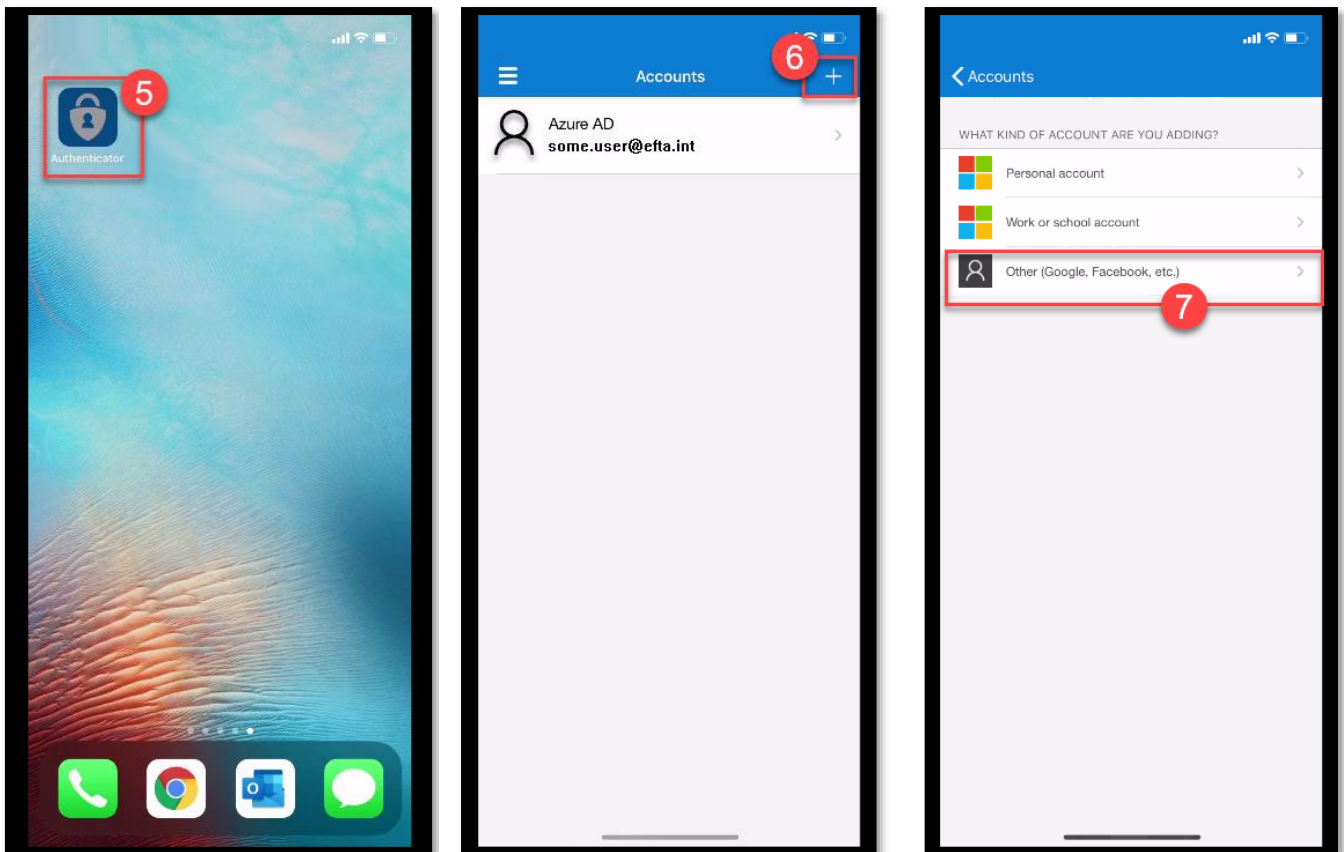 5
Authenticator
6
Accounts
+
Azure AD
some.user@efta.int
Accounts
WHAT KIND OF ACCOUNT ARE YOU ADDING?
Personal account
Work or school account
Other (Google, Facebook, etc.)
7